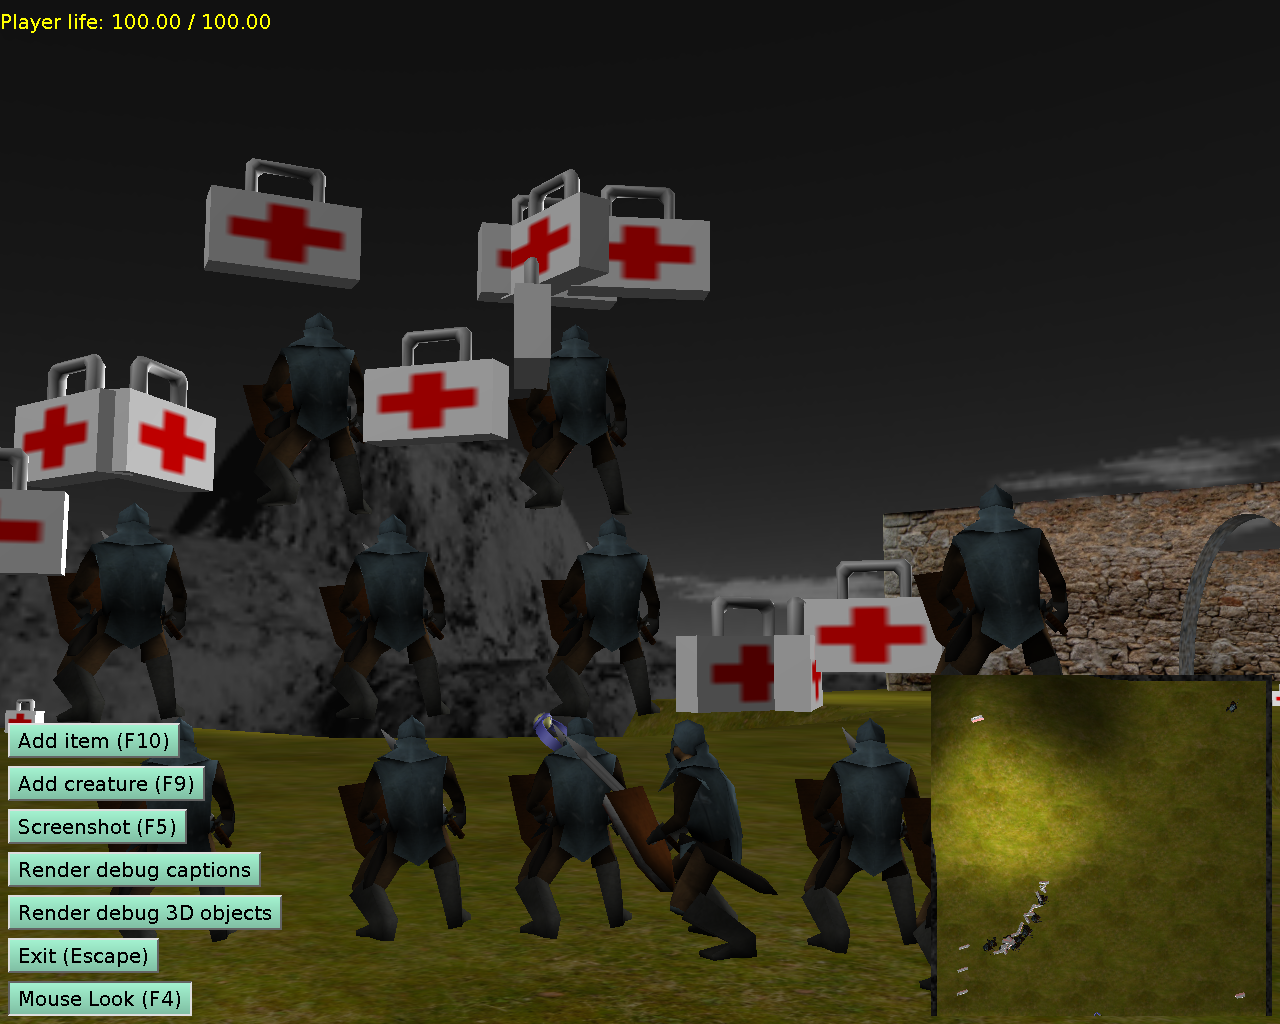 Player life: 100.00 / 100.00
Add item (F10)
Add creature (F9)
Screenshot (F5)
Render debug captions
Render debug 3D objects
Exit (Escape)
Mouse Look (F4)